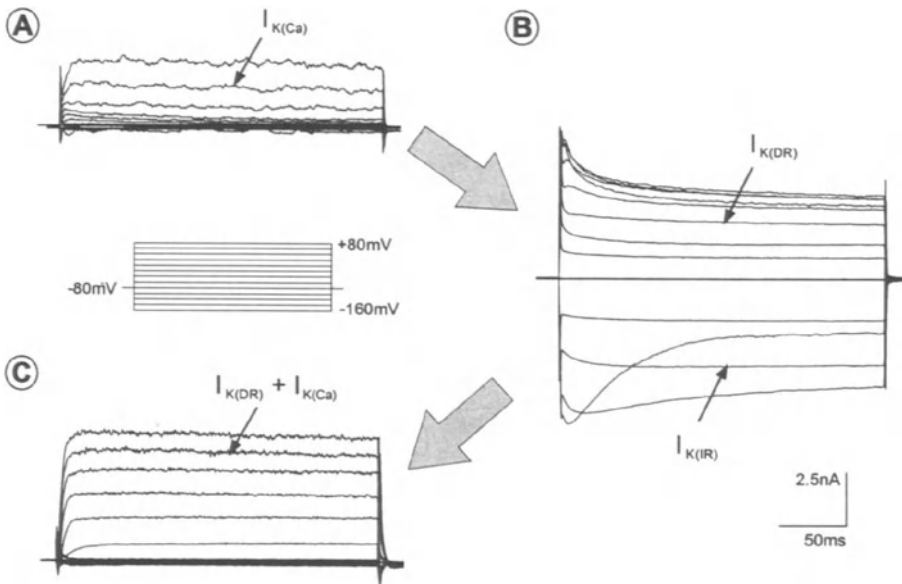 A
I K(Ca)
B
I K(DR)
+80mV
-80mV
-160mV
C
I K(DR) + I K(Ca)
I K(IR)
2.5nA
50ms